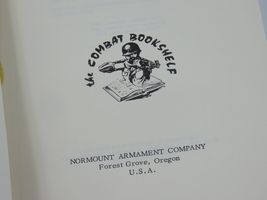 the COMBAT BOOKSHELF
NORMOUNT ARMAMENT COMPANY
Forest Grove, Oregon
U.S.A.